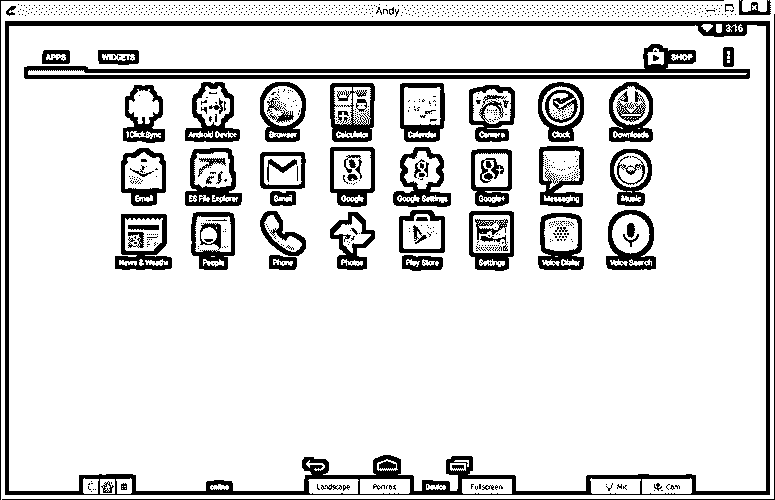 Andy
3:16
APPS WIDGETS SHOP
1ClickSync Android Device Browser Calculator Calendar Camera Clock Downloads
Email ES File Explorer Gmail Google Google Settings Google+ Messaging Music
News & Weathe People Phone Photos Play Store Settings Voice Dialer Voice Search
online Landscape Portrait Device Fullscreen Mic Cam